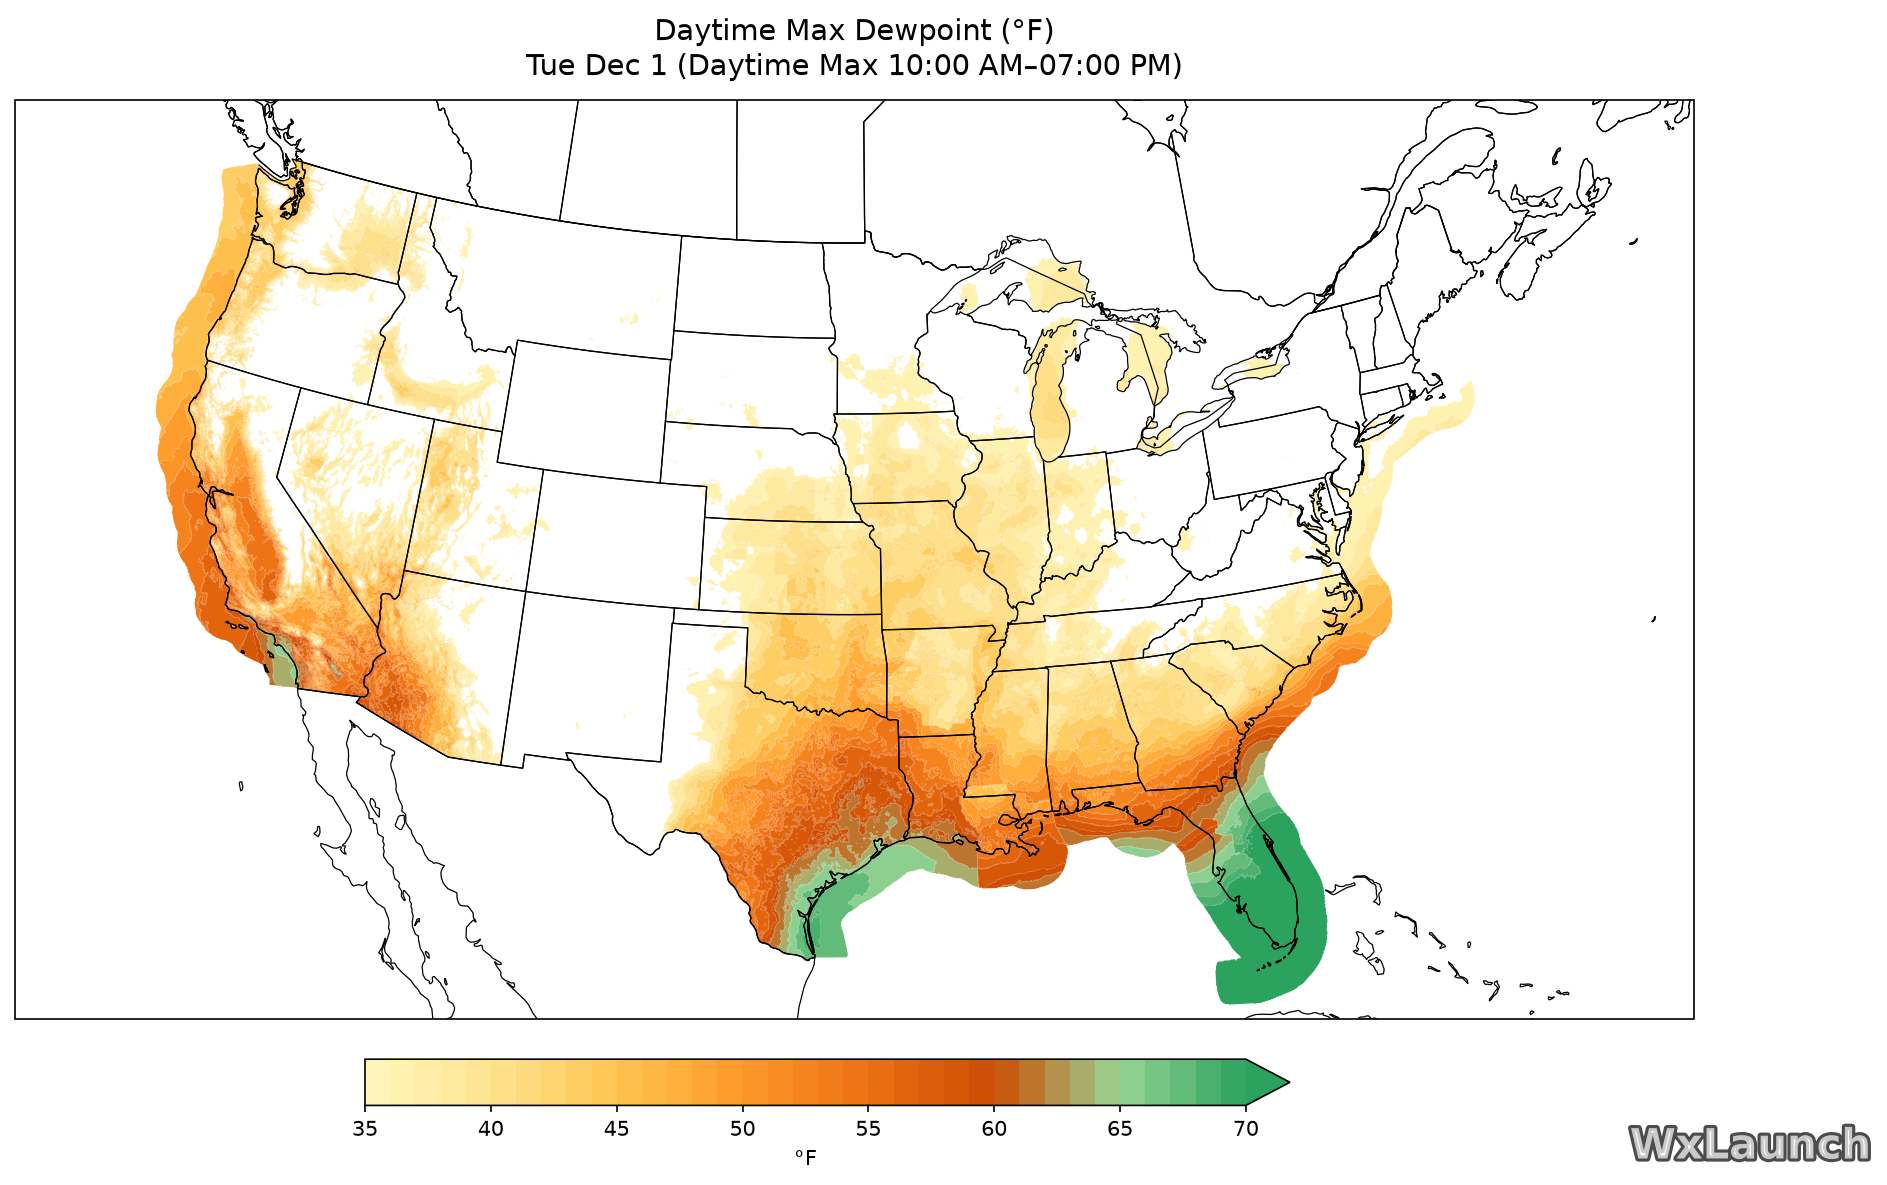 Daytime Max Dewpoint (°F)
Tue Dec 1 (Daytime Max 10:00 AM–07:00 PM)
35 40 45 50 55 60 65 70
°F
WxLaunch